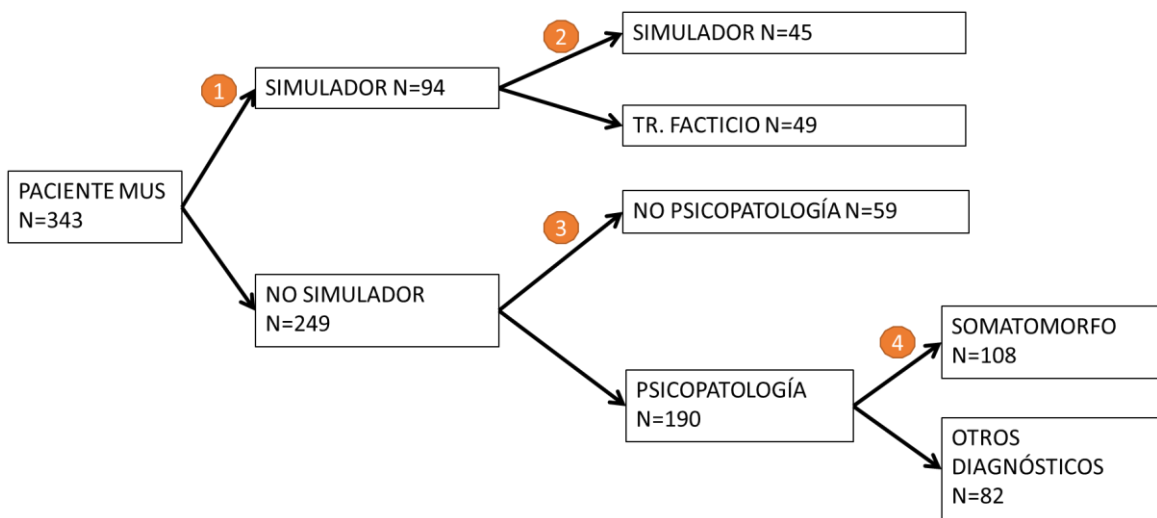 2
SIMULADOR N=45
1
SIMULADOR N=94
TR. FACTICIO N=49
PACIENTE MUS
N=343
3
NO PSICOPATOLOGÍA N=59
NO SIMULADOR
N=249
4
SOMATOMORFO
N=108
PSICOPATOLOGÍA
N=190
OTROS
DIAGNÓSTICOS
N=82